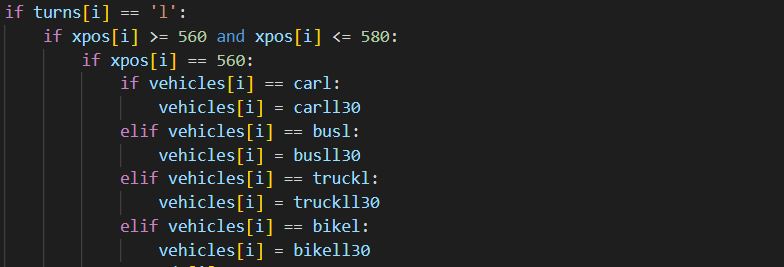 if turns[i] == 'l':
if xpos[i] >= 560 and xpos[i] <= 580:
if xpos[i] == 560:
if vehicles[i] == carl:
vehicles[i] = carll30
elif vehicles[i] == busl:
vehicles[i] = busll30
elif vehicles[i] == truckl:
vehicles[i] = truckll30
elif vehicles[i] == bikel:
vehicles[i] = bikell30